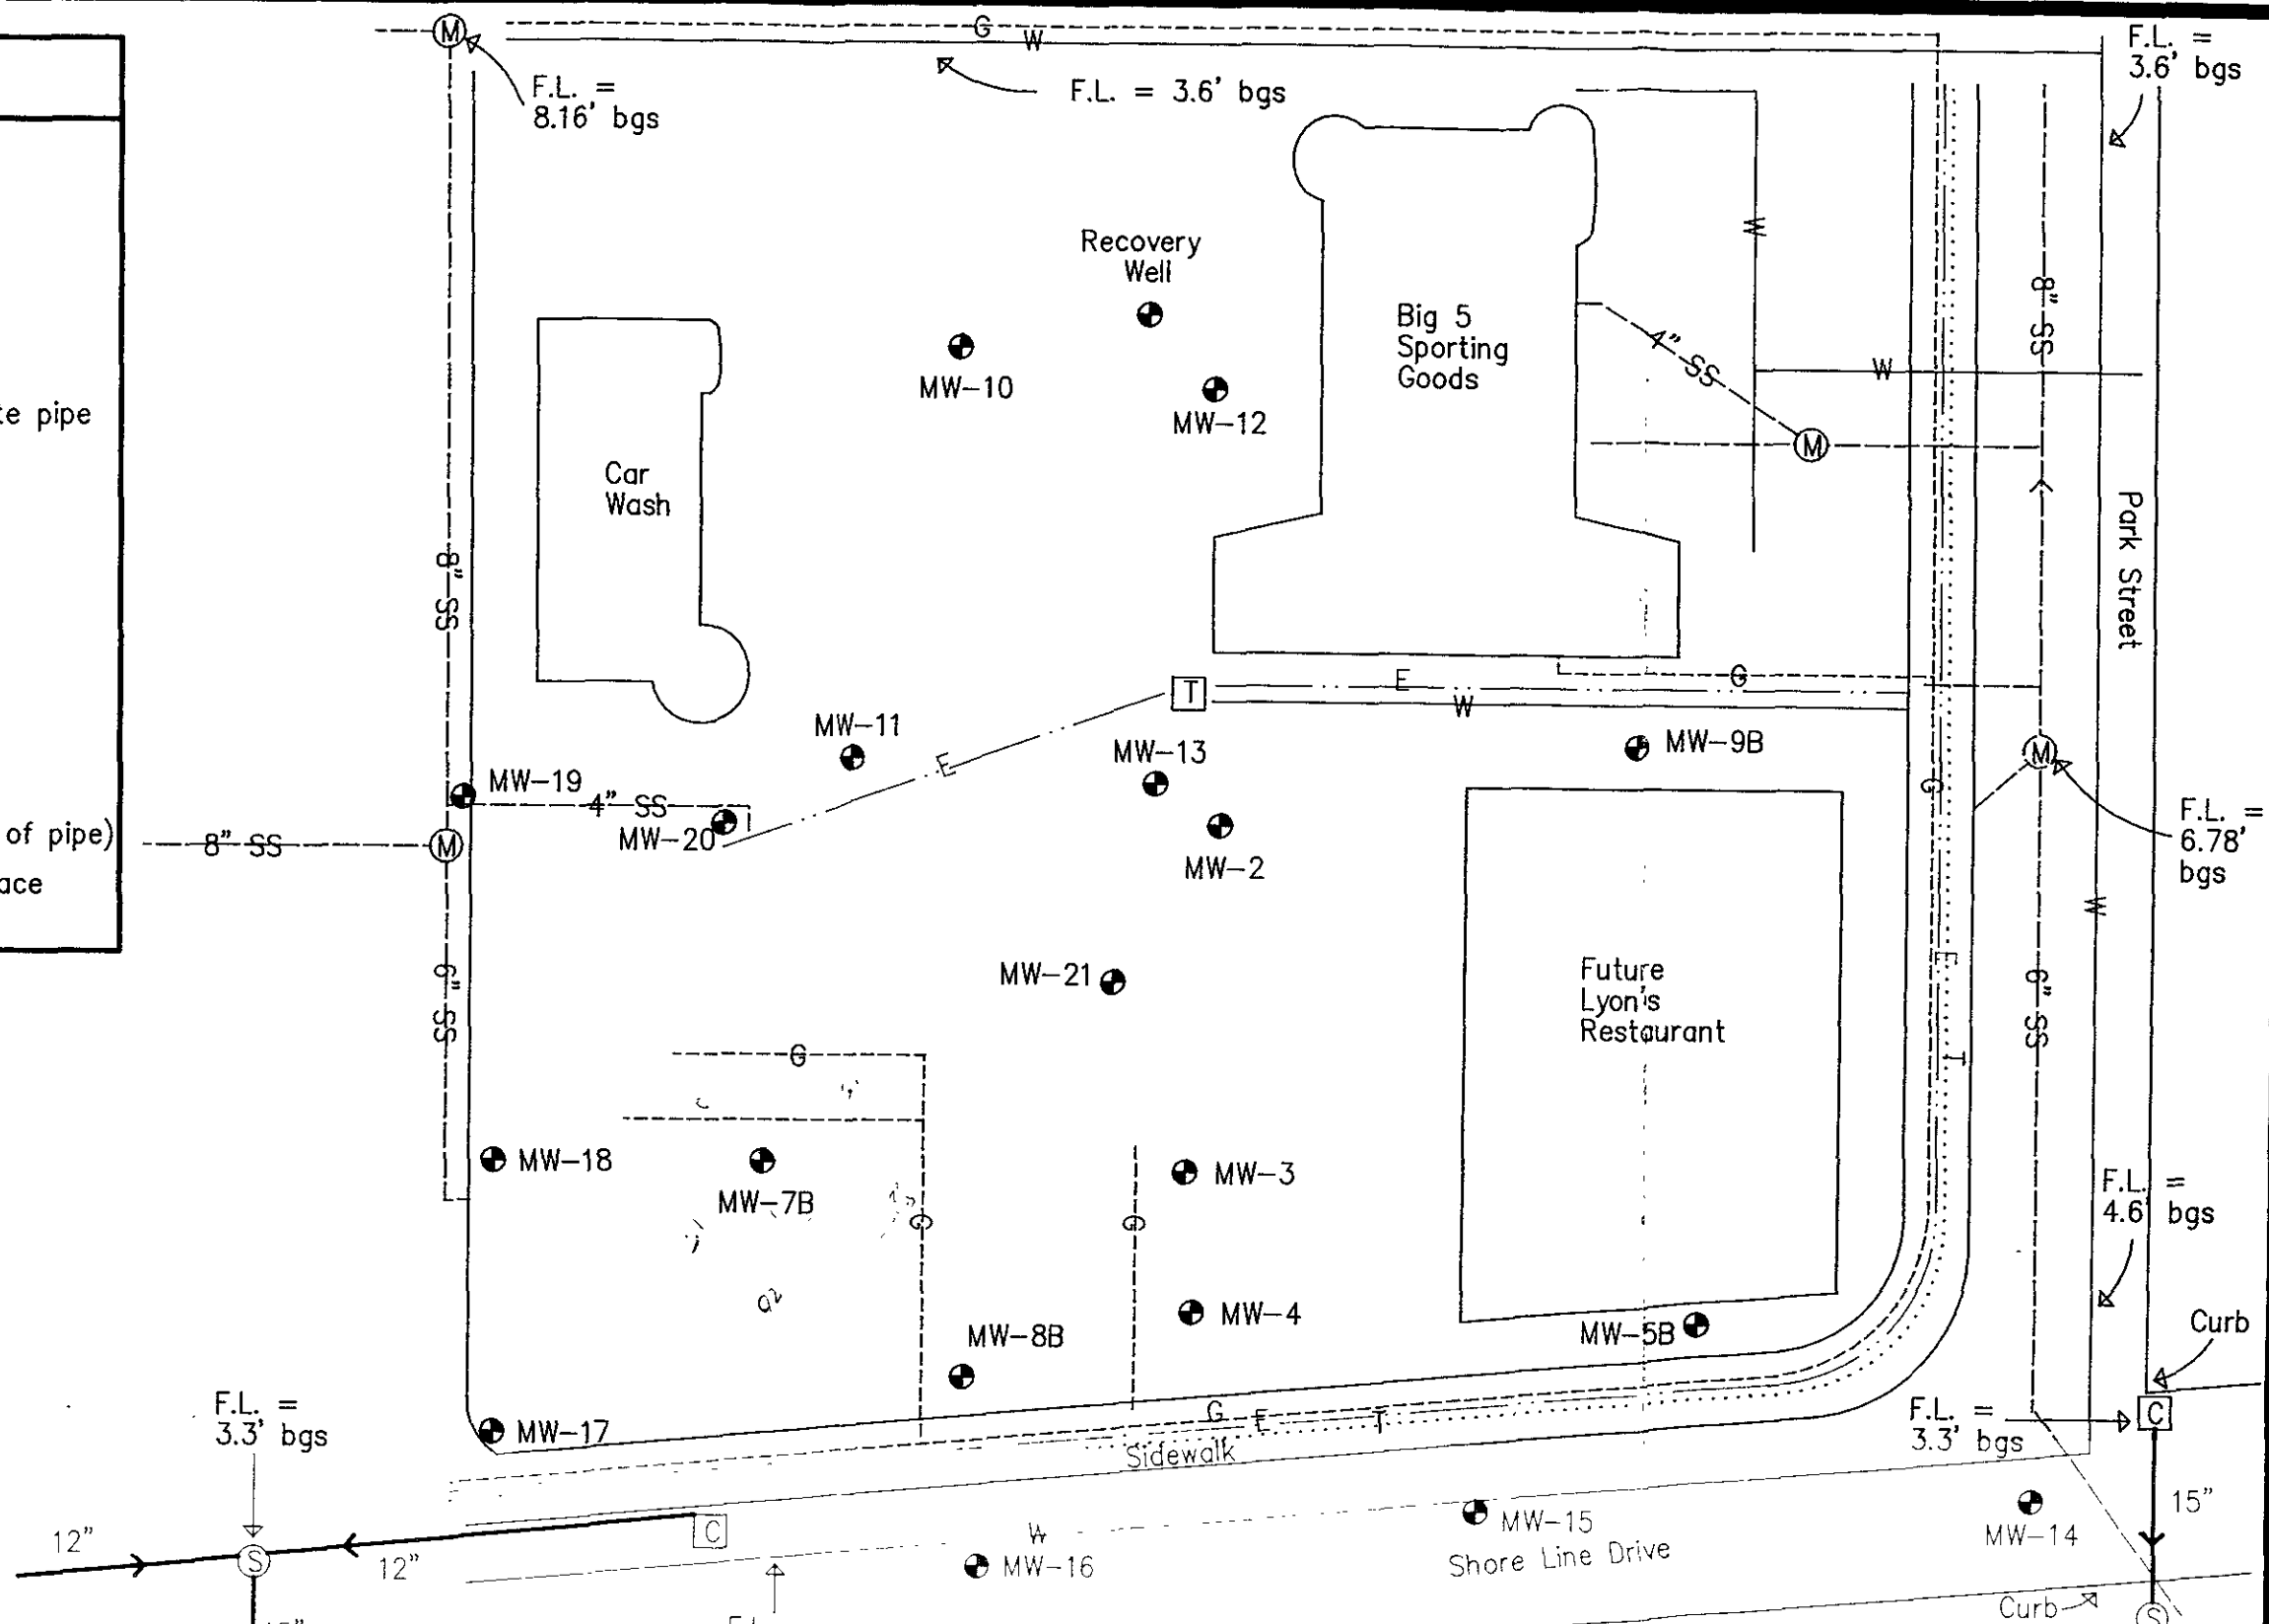 M
G
W
F.L. =
8.16' bgs
F.L. = 3.6' bgs
F.L. =
3.6' bgs
te pipe
of pipe)
ace
Recovery
Well
MW-10
MW-12
Big 5
Sporting
Goods
W
4" SS
W
M
8" SS
Park Street
Car
Wash
8" SS
MW-11
E
T
E
W
G
MW-13
MW-9B
M
MW-19
4" SS
MW-20
8" SS
M
MW-2
G
F.L. =
6.78'
bgs
W
6" SS
MW-21
Future
Lyon's
Restaurant
E
T
6" SS
G
MW-18
MW-7B
G
G
MW-3
F.L. =
4.6' bgs
MW-4
MW-8B
MW-5B
Curb
F.L. =
3.3' bgs
MW-17
G
E
T
Sidewalk
F.L. =
3.3' bgs
C
15"
12"
S
12"
C
W
MW-16
MW-15
Shore Line Drive
MW-14
Curb
S